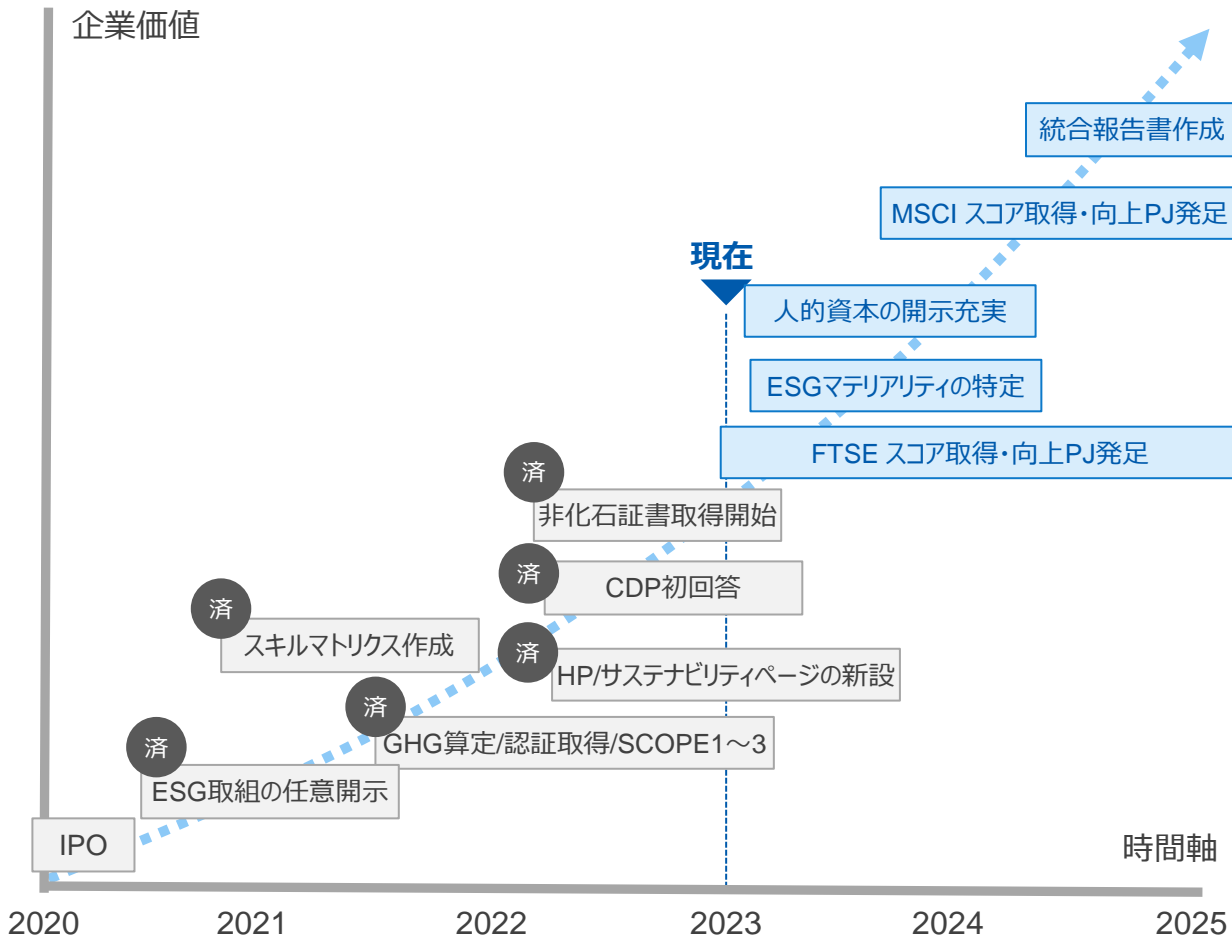 企業価値
統合報告書作成
MSCI スコア取得・向上PJ発足
現在
人的資本の開示充実
ESGマテリアリティの特定
FTSE スコア取得・向上PJ発足
済
非化石証書取得開始
済
CDP初回答
済
スキルマトリクス作成
済
HP/サステナビリティページの新設
済
GHG算定/認証取得/SCOPE1～3
済
ESG取組の任意開示
IPO
時間軸
2020 2021 2022 2023 2024 2025